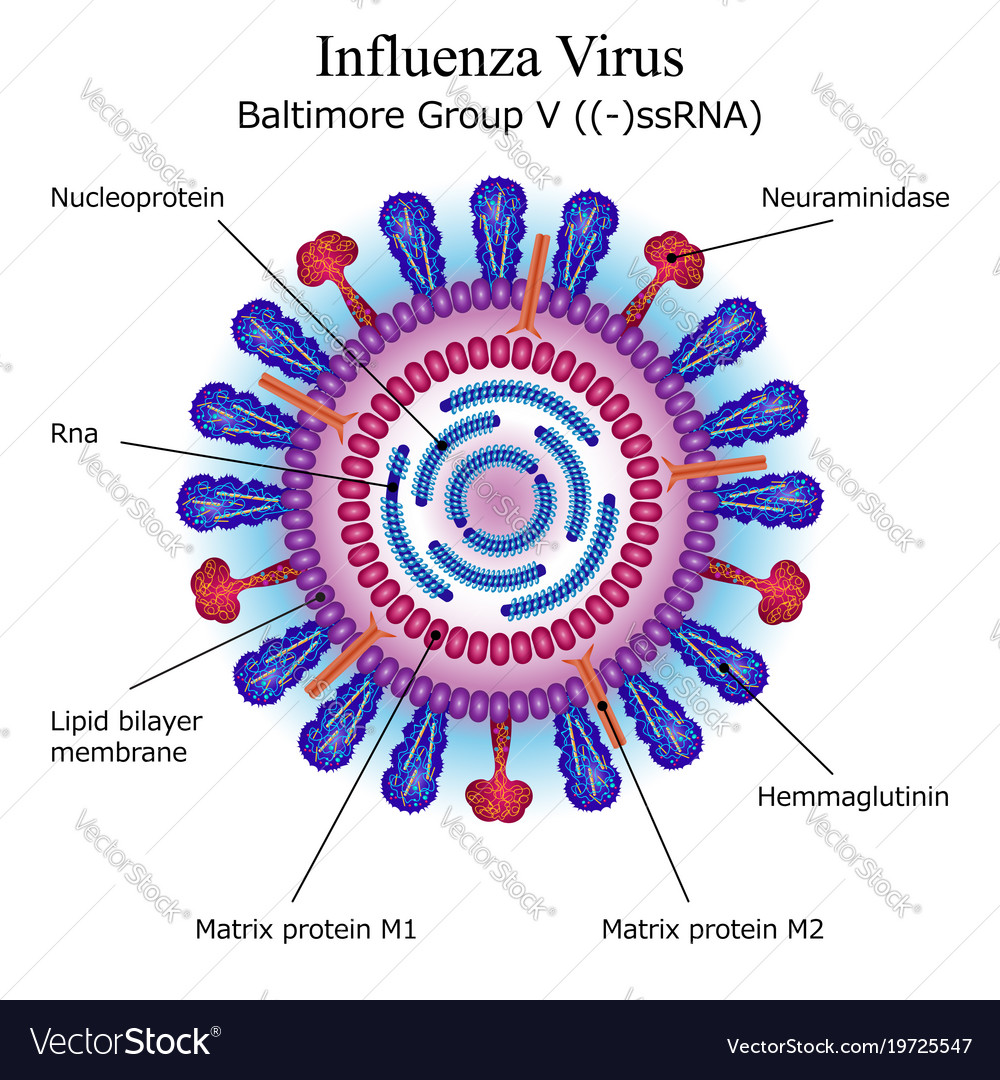 Influenza Virus
Baltimore Group V ((-)ssRNA)
Nucleoprotein
Neuraminidase
Rna
Lipid bilayer
membrane
Hemmaglutinin
Matrix protein M1
Matrix protein M2
VectorStock®
VectorStock.com/19725547